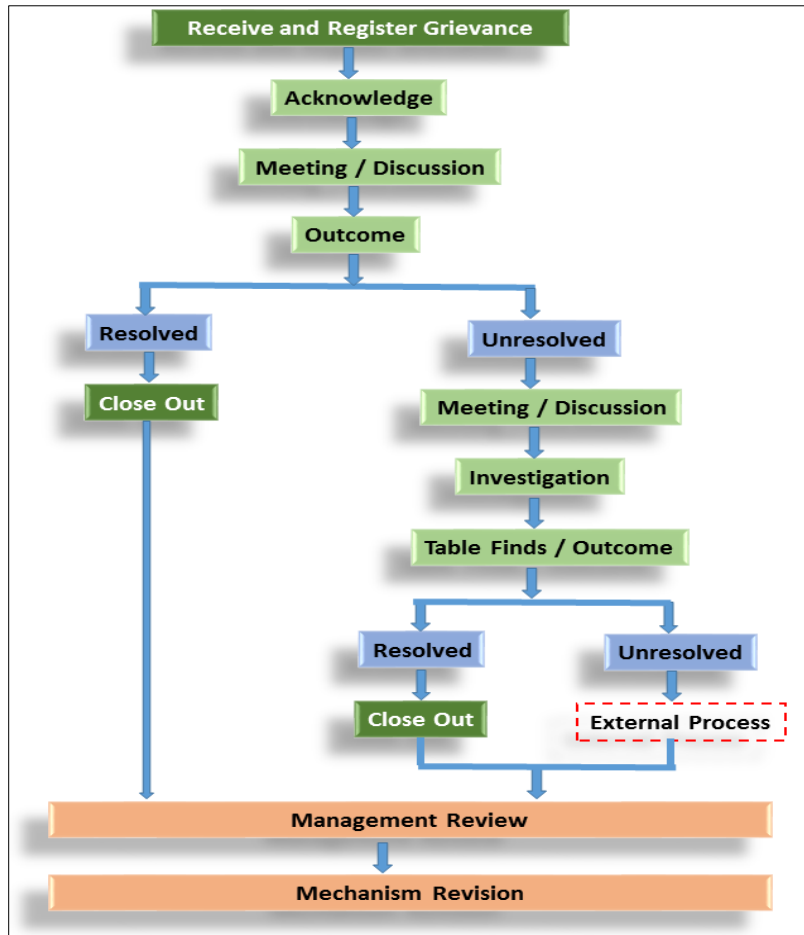 Receive and Register Grievance
Acknowledge
Meeting / Discussion
Outcome
Resolved
Unresolved
Close Out
Meeting / Discussion
Investigation
Table Finds / Outcome
Resolved
Unresolved
Close Out
External Process
Management Review
Mechanism Revision